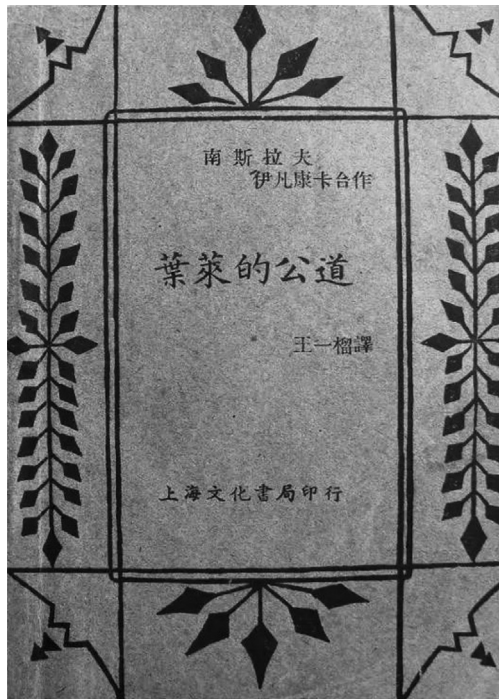 南斯拉夫
伊凡康卡合作
葉萊的公道
王一榴譯
上海文化書局印行